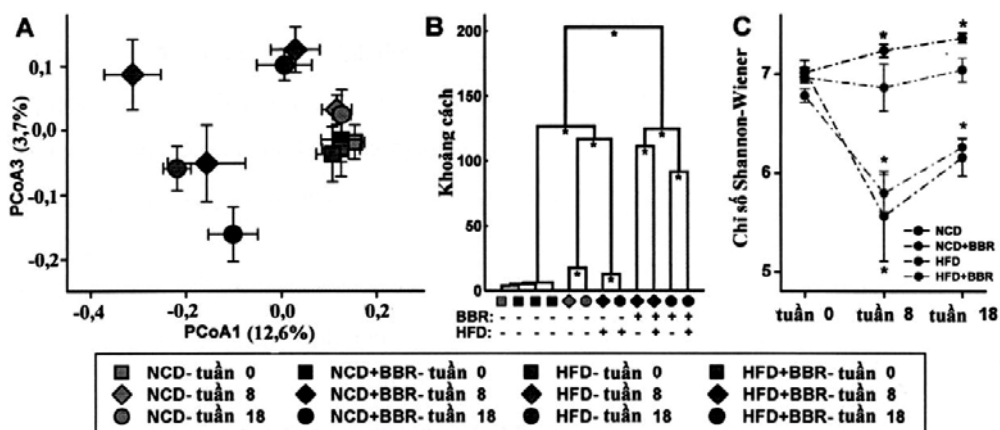 A
PCoA3 (3,7%)
0,1
0,0
-0,1
-0,2
-0,4
-0,2
0,0
0,2
PCoA1 (12,6%)
B
Khoảng cách
200
150
100
50
0
*
* * * *
* *
* *
BBR: - - - - - - - - + + + +
HFD: - - - - - - + + - + - +
C
Chỉ số Shannon-Wiener
7
6
5
* *
* *
*
NCD
NCD+BBR
HFD
HFD+BBR
tuần 0 tuần 8 tuần 18
NCD- tuần 0 NCD+BBR- tuần 0 HFD- tuần 0 HFD+BBR- tuần 0
NCD- tuần 8 NCD+BBR- tuần 8 HFD- tuần 8 HFD+BBR- tuần 8
NCD- tuần 18 NCD+BBR- tuần 18 HFD- tuần 18 HFD+BBR- tuần 18